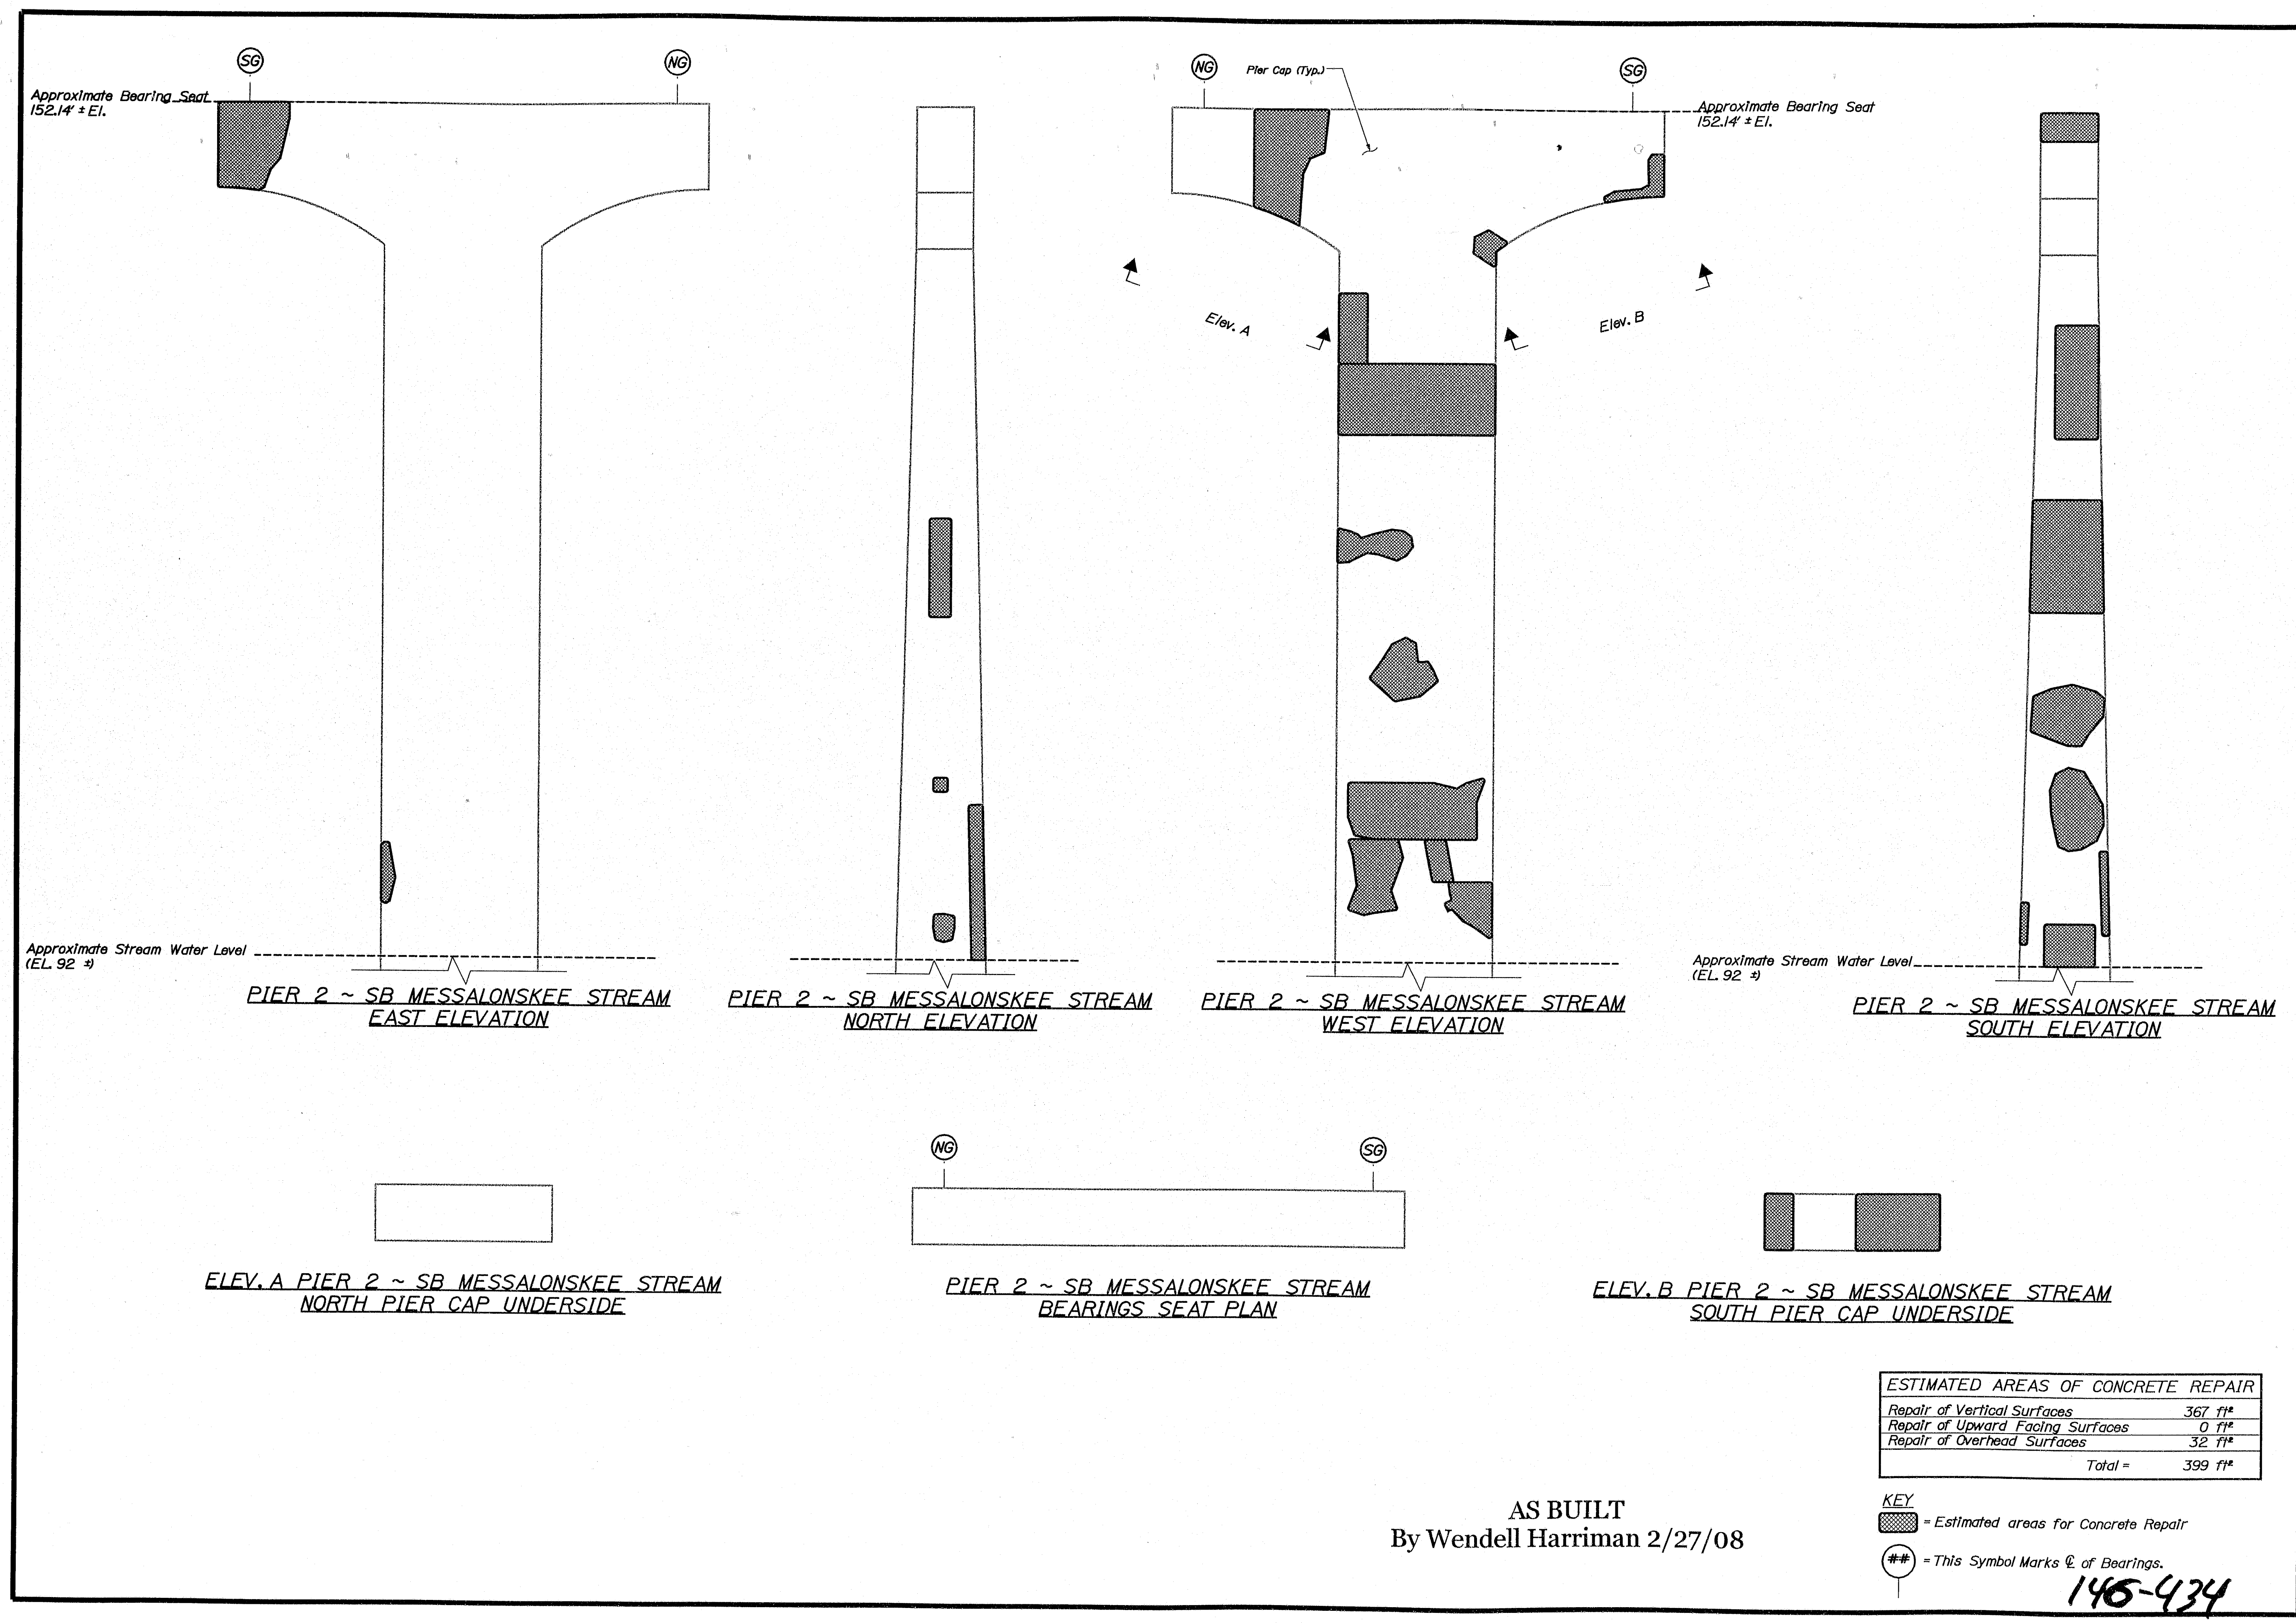 SG
NG
Approximate Bearing Seat
152.14' ± El.
NG
Pier Cap (Typ.)
SG
Approximate Bearing Seat
152.14' ± El.
Elev. A
Elev. B
Approximate Stream Water Level
(EL. 92 ±)
PIER 2 ~ SB MESSALONSKEE STREAM
EAST ELEVATION
PIER 2 ~ SB MESSALONSKEE STREAM
NORTH ELEVATION
PIER 2 ~ SB MESSALONSKEE STREAM
WEST ELEVATION
Approximate Stream Water Level
(EL. 92 ±)
PIER 2 ~ SB MESSALONSKEE STREAM
SOUTH ELEVATION
ELEV. A PIER 2 ~ SB MESSALONSKEE STREAM
NORTH PIER CAP UNDERSIDE
NG
SG
PIER 2 ~ SB MESSALONSKEE STREAM
BEARINGS SEAT PLAN
ELEV. B PIER 2 ~ SB MESSALONSKEE STREAM
SOUTH PIER CAP UNDERSIDE
ESTIMATED AREAS OF CONCRETE REPAIR
Repair of Vertical Surfaces 367 ft²
Repair of Upward Facing Surfaces 0 ft²
Repair of Overhead Surfaces 32 ft²
Total = 399 ft²
KEY
= Estimated areas for Concrete Repair
## = This Symbol Marks ℄ of Bearings.
AS BUILT
By Wendell Harriman 2/27/08
146-434